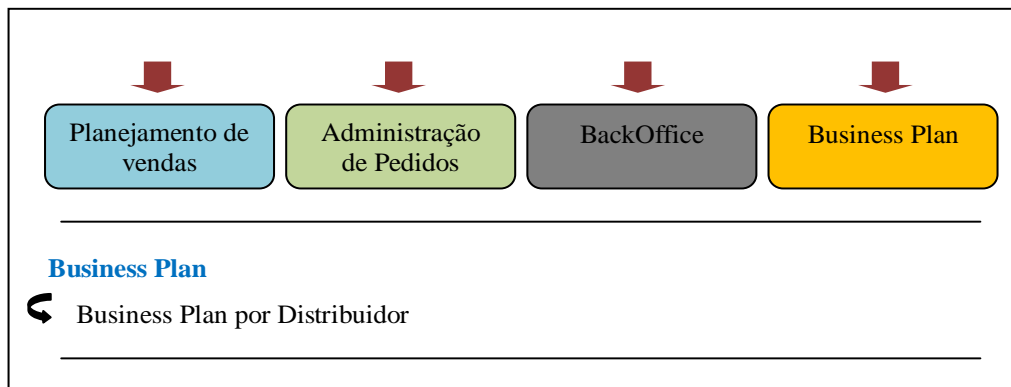 Planejamento de
vendas
Administração
de Pedidos
BackOffice
Business Plan
Business Plan
Business Plan por Distribuidor